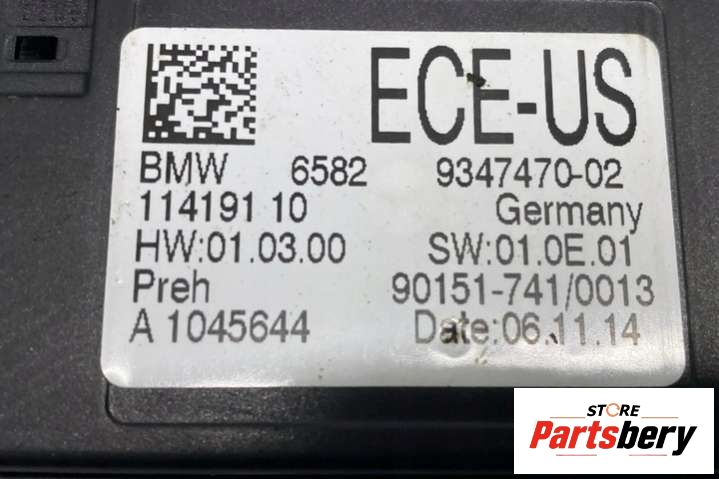 ECE-US
BMW 6582 9347470-02
114191 10 Germany
HW:01.03.00 SW:01.0E.01
Preh 90151-741/0013
A 1045644 Date:06.11.14
STORE
Partsbery